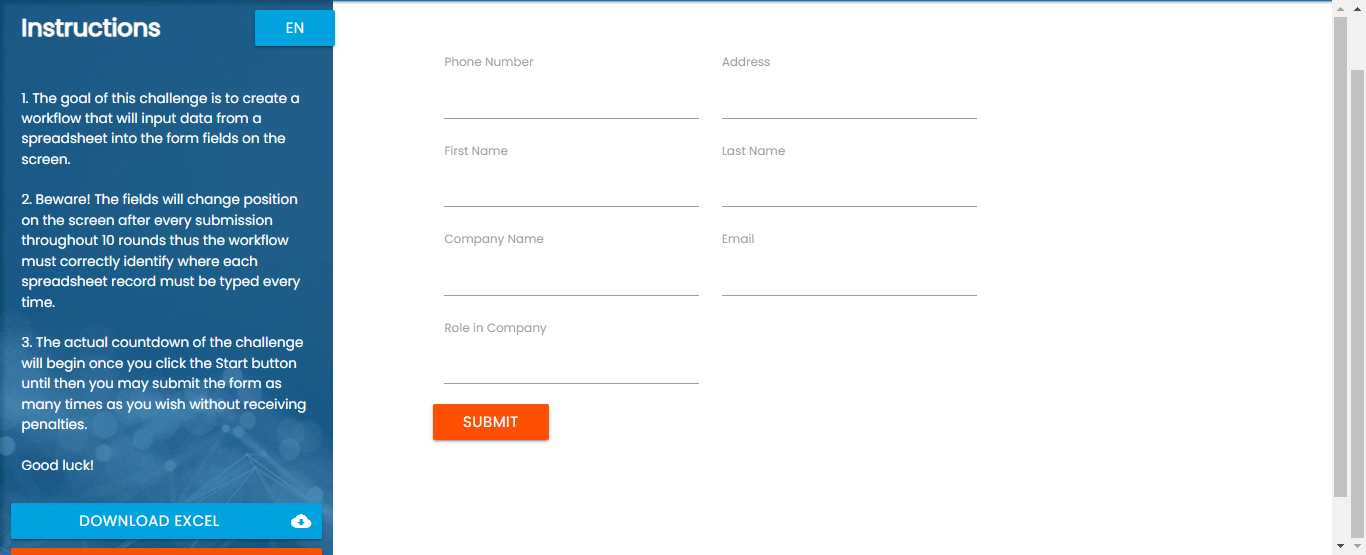 Instructions
EN
1. The goal of this challenge is to create a
workflow that will input data from a
spreadsheet into the form fields on the
screen.
2. Beware! The fields will change position
on the screen after every submission
throughout 10 rounds thus the workflow
must correctly identify where each
spreadsheet record must be typed every
time.
3. The actual countdown of the challenge
will begin once you click the Start button
until then you may submit the form as
many times as you wish without receiving
penalties.
Good luck!
DOWNLOAD EXCEL
Phone Number
Address
First Name
Last Name
Company Name
Email
Role in Company
SUBMIT